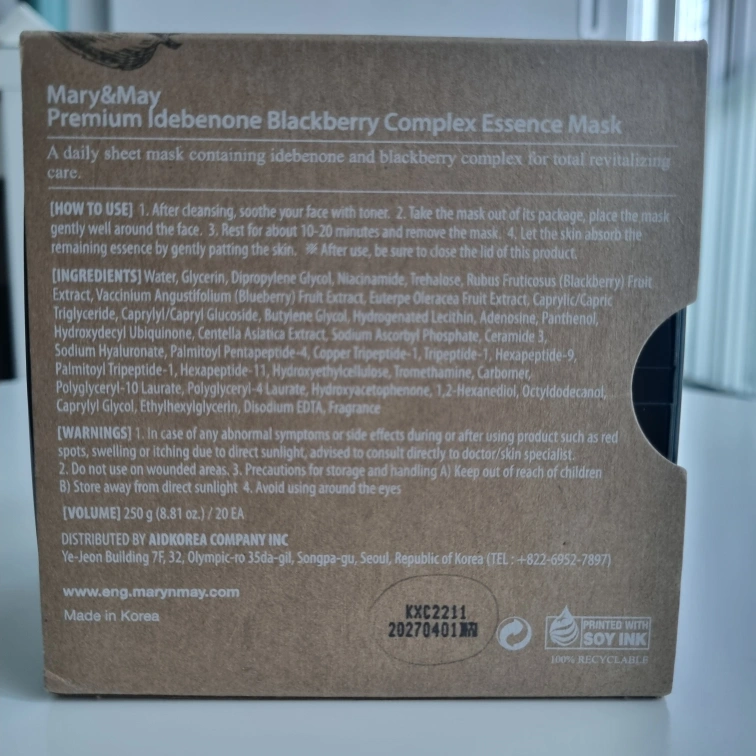 Mary&May
Premium Idebenone Blackberry Complex Essence Mask
A daily sheet mask containing idebenone and blackberry complex for total revitalizing
care.
[HOW TO USE] 1. After cleansing, soothe your face with toner. 2. Take the mask out of its package, place the mask
gently well around the face. 3. Rest for about 10-20 minutes and remove the mask. 4. Let the skin absorb the
remaining essence by gently patting the skin. ※ After use, be sure to close the lid of this product.
[INGREDIENTS] Water, Glycerin, Dipropylene Glycol, Niacinamide, Trehalose, Rubus Fruticosus (Blackberry) Fruit
Extract, Vaccinium Angustifolium (Blueberry) Fruit Extract, Euterpe Oleracea Fruit Extract, Caprylic/Capric
Triglyceride, Caprylyl/Capryl Glucoside, Butylene Glycol, Hydrogenated Lecithin, Adenosine, Panthenol,
Hydroxydecyl Ubiquinone, Centella Asiatica Extract, Sodium Ascorbyl Phosphate, Ceramide 3,
Sodium Hyaluronate, Palmitoyl Pentapeptide-4, Copper Tripeptide-1, Tripeptide-1, Hexapeptide-9,
Palmitoyl Tripeptide-1, Hexapeptide-11, Hydroxyethylcellulose, Tromethamine, Carbomer,
Polyglyceryl-10 Laurate, Polyglyceryl-4 Laurate, Hydroxyacetophenone, 1,2-Hexanediol, Octyldodecanol,
Caprylyl Glycol, Ethylhexylglycerin, Disodium EDTA, Fragrance
[WARNINGS] 1. In case of any abnormal symptoms or side effects during or after using product such as red
spots, swelling or itching due to direct sunlight, advised to consult directly to doctor/skin specialist.
2. Do not use on wounded areas. 3. Precautions for storage and handling A) Keep out of reach of children
B) Store away from direct sunlight 4. Avoid using around the eyes
[VOLUME] 250 g (8.81 oz.) / 20 EA
DISTRIBUTED BY AIDKOREA COMPANY INC
Ye-Jeon Building 7F, 32, Olympic-ro 35da-gil, Songpa-gu, Seoul, Republic of Korea (TEL : +822-6952-7897)
www.eng.marynmay.com
Made in Korea
KXC2211
20270401
PRINTED WITH
SOY INK
100% RECYCLABLE